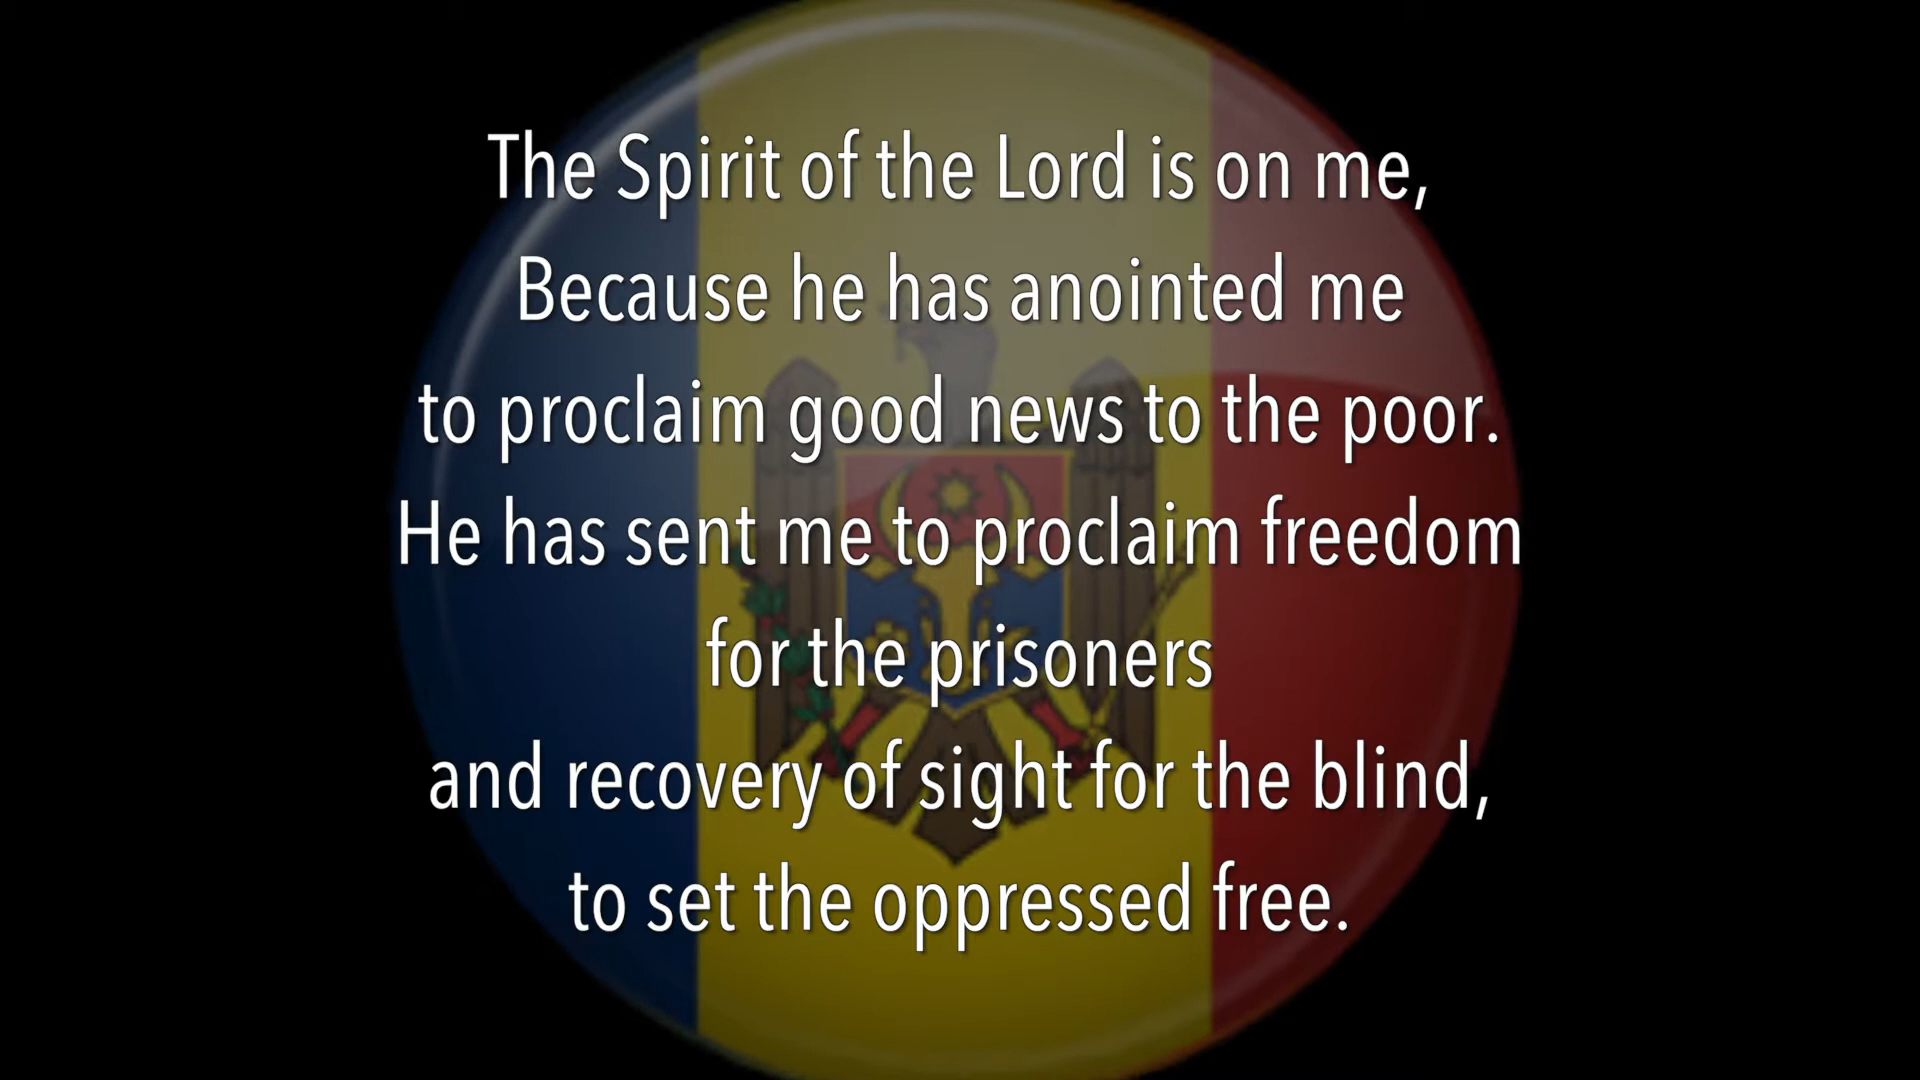 The Spirit of the Lord is on me,
Because he has anointed me
to proclaim good news to the poor.
He has sent me to proclaim freedom
for the prisoners
and recovery of sight for the blind,
to set the oppressed free.